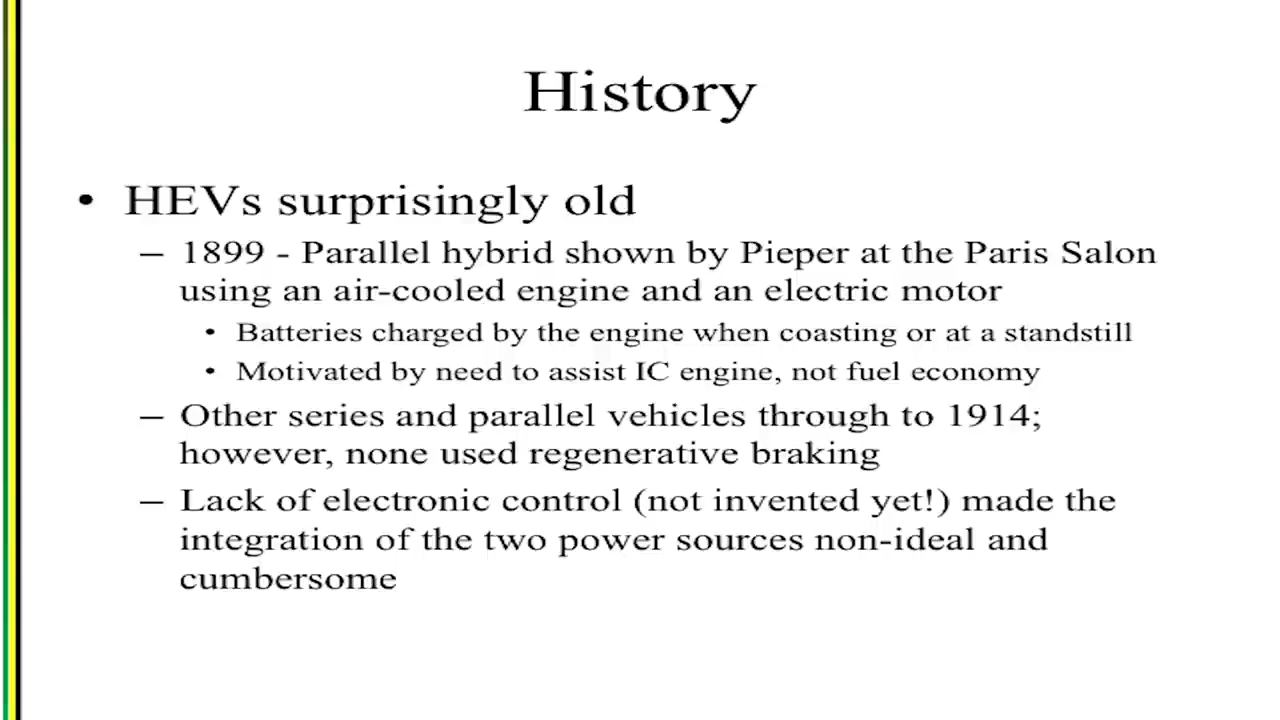 History
• HEVs surprisingly old
– 1899 - Parallel hybrid shown by Pieper at the Paris Salon
using an air-cooled engine and an electric motor
• Batteries charged by the engine when coasting or at a standstill
• Motivated by need to assist IC engine, not fuel economy
– Other series and parallel vehicles through to 1914;
however, none used regenerative braking
– Lack of electronic control (not invented yet!) made the
integration of the two power sources non-ideal and
cumbersome